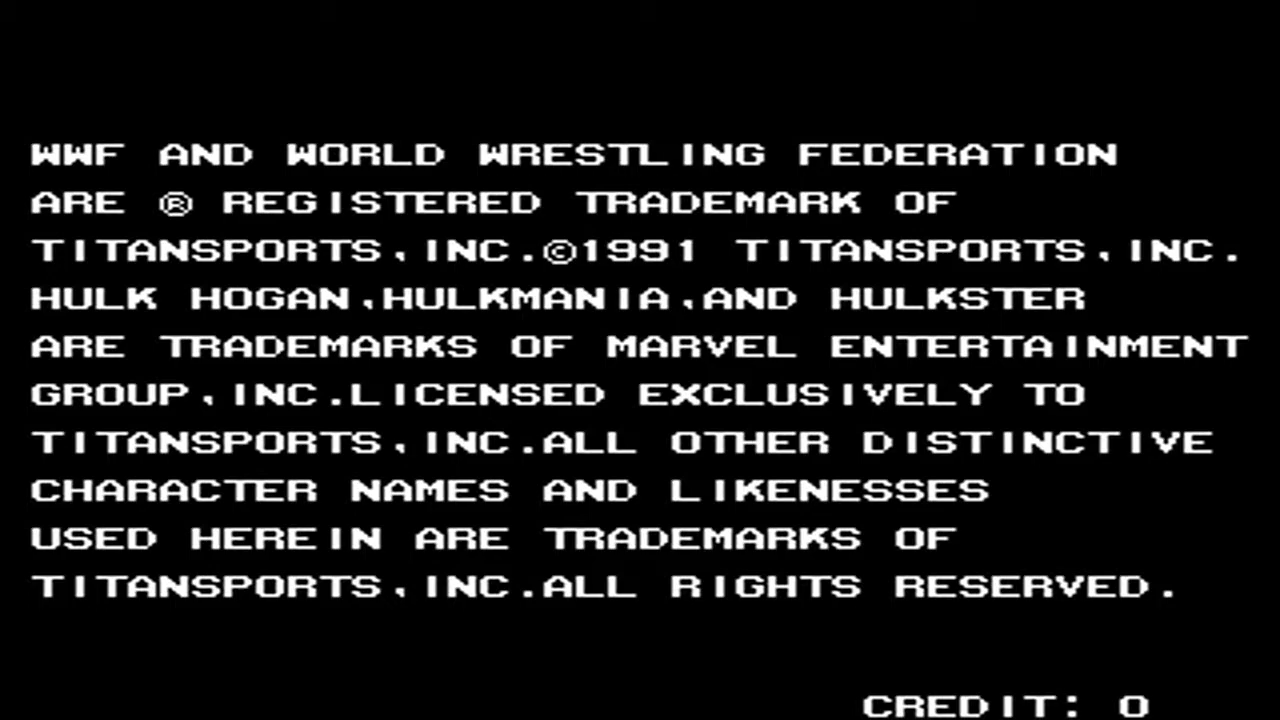 WWF AND WORLD WRESTLING FEDERATION
ARE ® REGISTERED TRADEMARK OF
TITANSPORTS,INC.©1991 TITANSPORTS,INC.
HULK HOGAN,HULKMANIA,AND HULKSTER
ARE TRADEMARKS OF MARVEL ENTERTAINMENT
GROUP,INC.LICENSED EXCLUSIVELY TO
TITANSPORTS,INC.ALL OTHER DISTINCTIVE
CHARACTER NAMES AND LIKENESSES
USED HEREIN ARE TRADEMARKS OF
TITANSPORTS,INC.ALL RIGHTS RESERVED.
CREDIT: 0